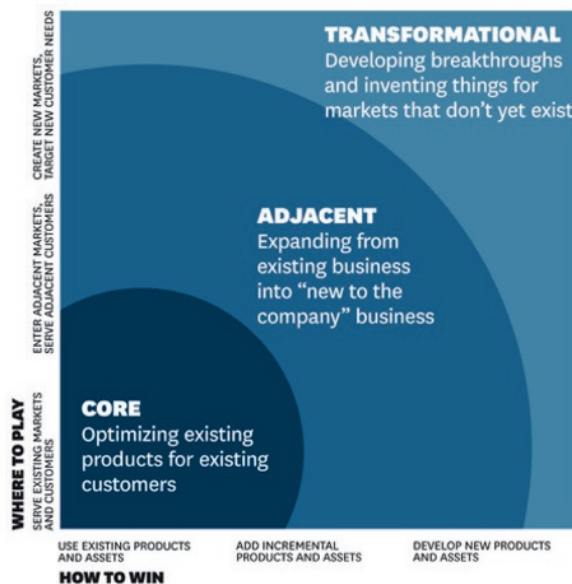 TRANSFORMATIONAL
Developing breakthroughs
and inventing things for
markets that don't yet exist
ADJACENT
Expanding from
existing business
into “new to the
company” business
CORE
Optimizing existing
products for existing
customers
WHERE TO PLAY
CREATE NEW MARKETS,
TARGET NEW CUSTOMER NEEDS
ENTER ADJACENT MARKETS,
SERVE ADJACENT CUSTOMERS
SERVE EXISTING MARKETS
AND CUSTOMERS
USE EXISTING PRODUCTS
AND ASSETS
ADD INCREMENTAL
PRODUCTS AND ASSETS
DEVELOP NEW PRODUCTS
AND ASSETS
HOW TO WIN